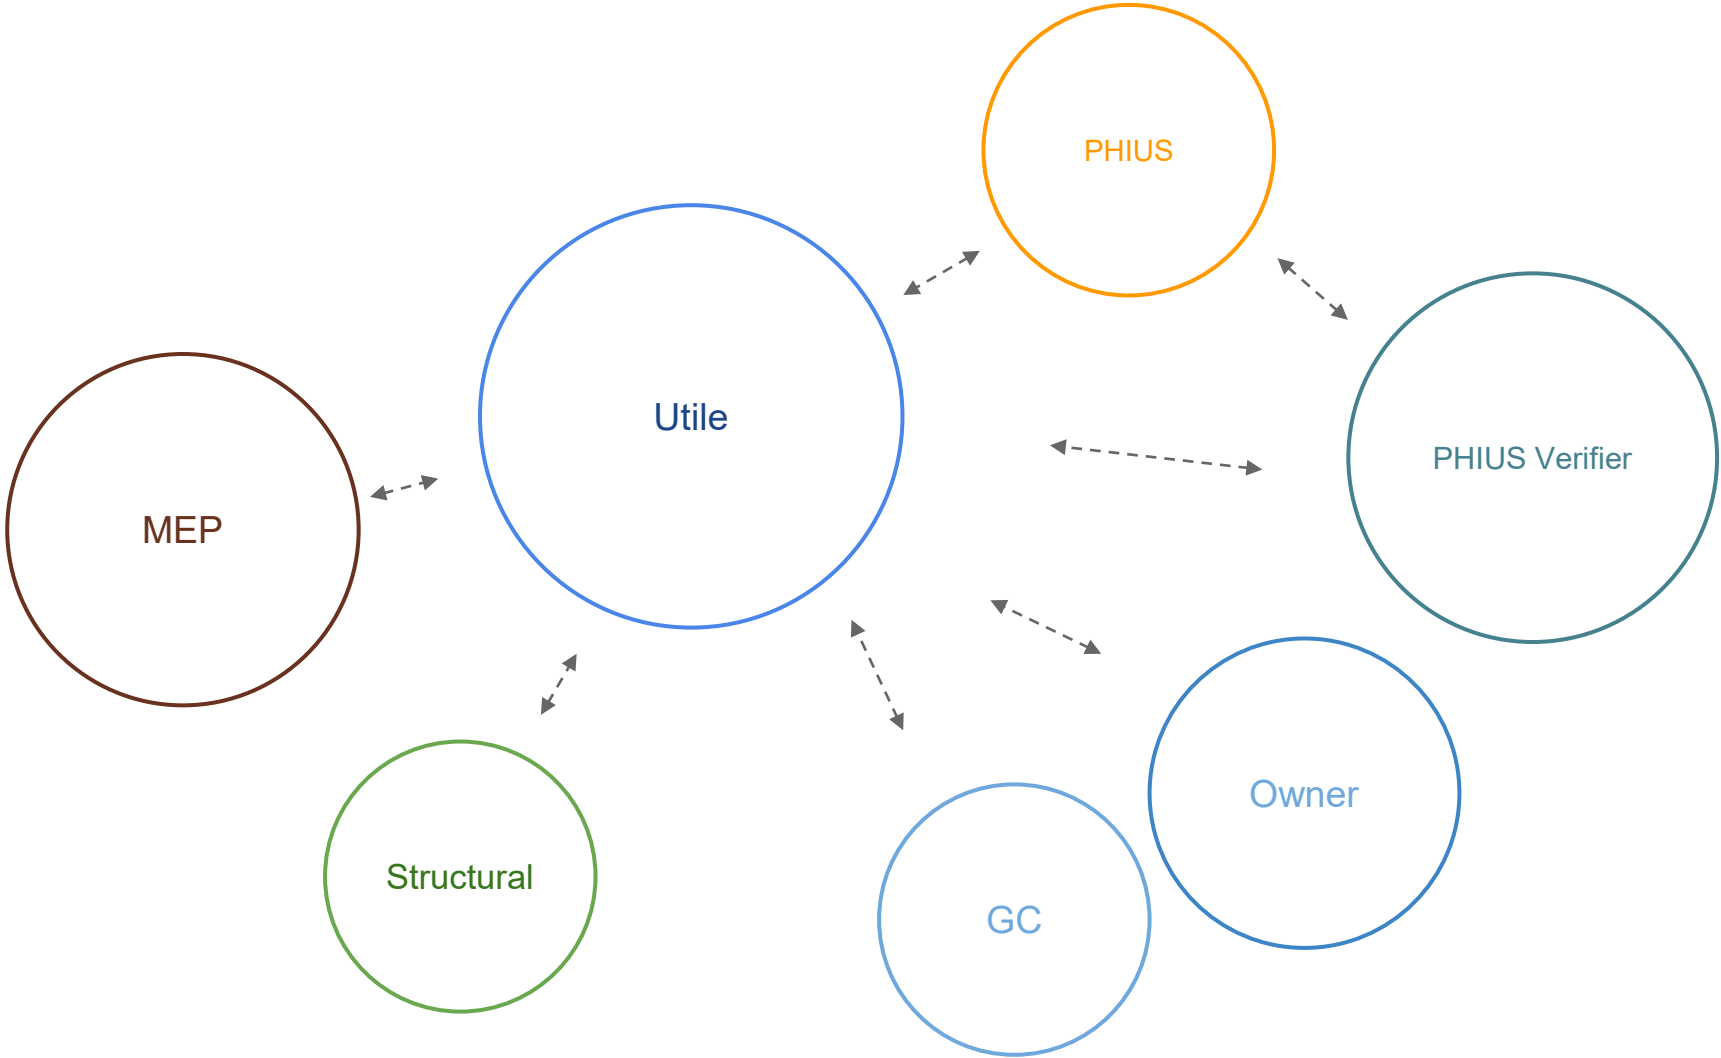 PHIUS
Utile
PHIUS Verifier
MEP
Owner
Structural
GC